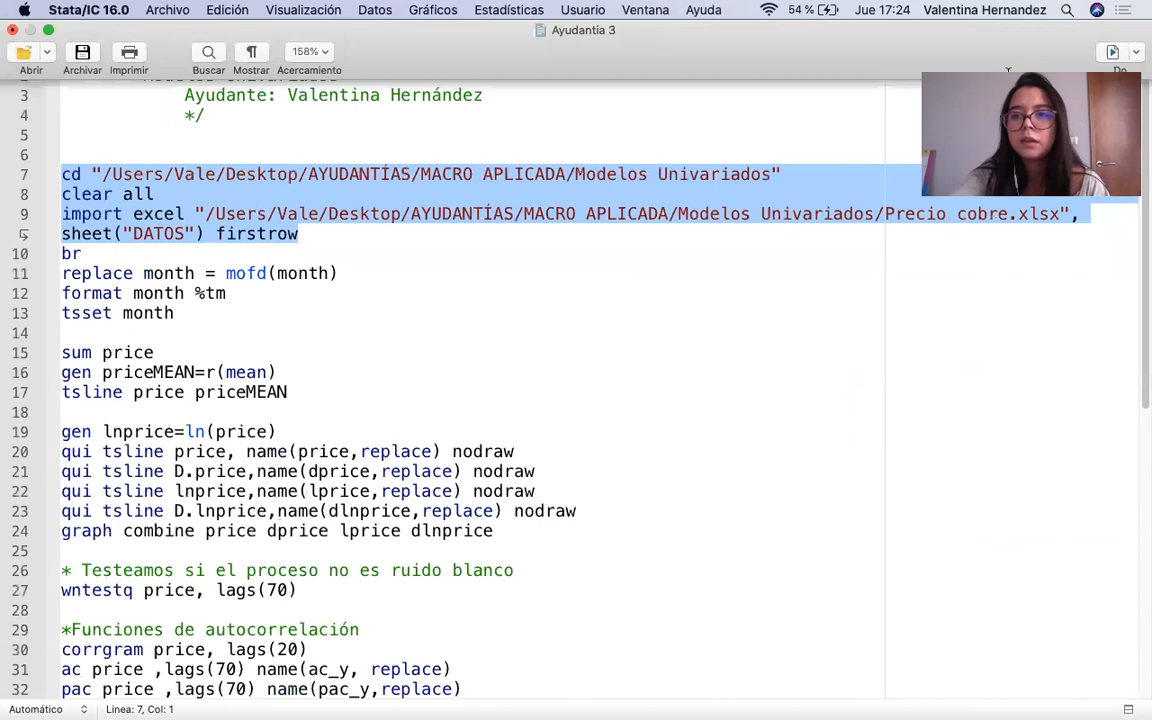 Stata/IC 16.0 Archivo Edición Visualización Datos Gráficos Estadísticas Usuario Ventana Ayuda 54 % Jue 17:24 Valentina Hernandez
Ayudantia 3
158%
Abrir Archivar Imprimir Buscar Mostrar Acercamiento Do
3 Ayudante: Valentina Hernández
4 */
5
6
7 cd "/Users/Vale/Desktop/AYUDANTÍAS/MACRO APLICADA/Modelos Univariados"
8 clear all
9 import excel "/Users/Vale/Desktop/AYUDANTÍAS/MACRO APLICADA/Modelos Univariados/Precio cobre.xlsx",
sheet("DATOS") firstrow
10 br
11 replace month = mofd(month)
12 format month %tm
13 tsset month
14
15 sum price
16 gen priceMEAN=r(mean)
17 tsline price priceMEAN
18
19 gen lnprice=ln(price)
20 qui tsline price, name(price,replace) nodraw
21 qui tsline D.price,name(dprice,replace) nodraw
22 qui tsline lnprice,name(lprice,replace) nodraw
23 qui tsline D.lnprice,name(dlnprice,replace) nodraw
24 graph combine price dprice lprice dlnprice
25
26 * Testeamos si el proceso no es ruido blanco
27 wntestq price, lags(70)
28
29 *Funciones de autocorrelación
30 corrgram price, lags(20)
31 ac price ,lags(70) name(ac_y, replace)
32 pac price ,lags(70) name(pac_y,replace)
Automático Línea: 7, Col: 1